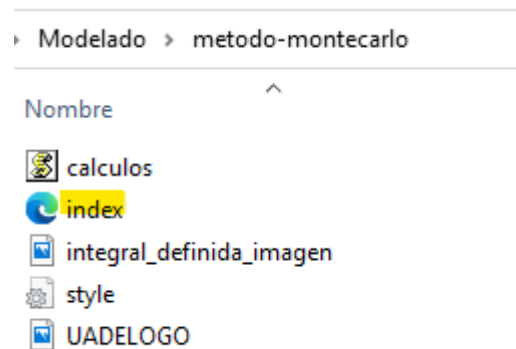 Modelado > metodo-montecarlo
Nombre
calculos
index
integral_definida_imagen
style
UADELOGO